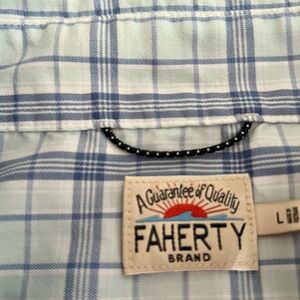 A Guarantee of Quality
FAHERTY
BRAND
L